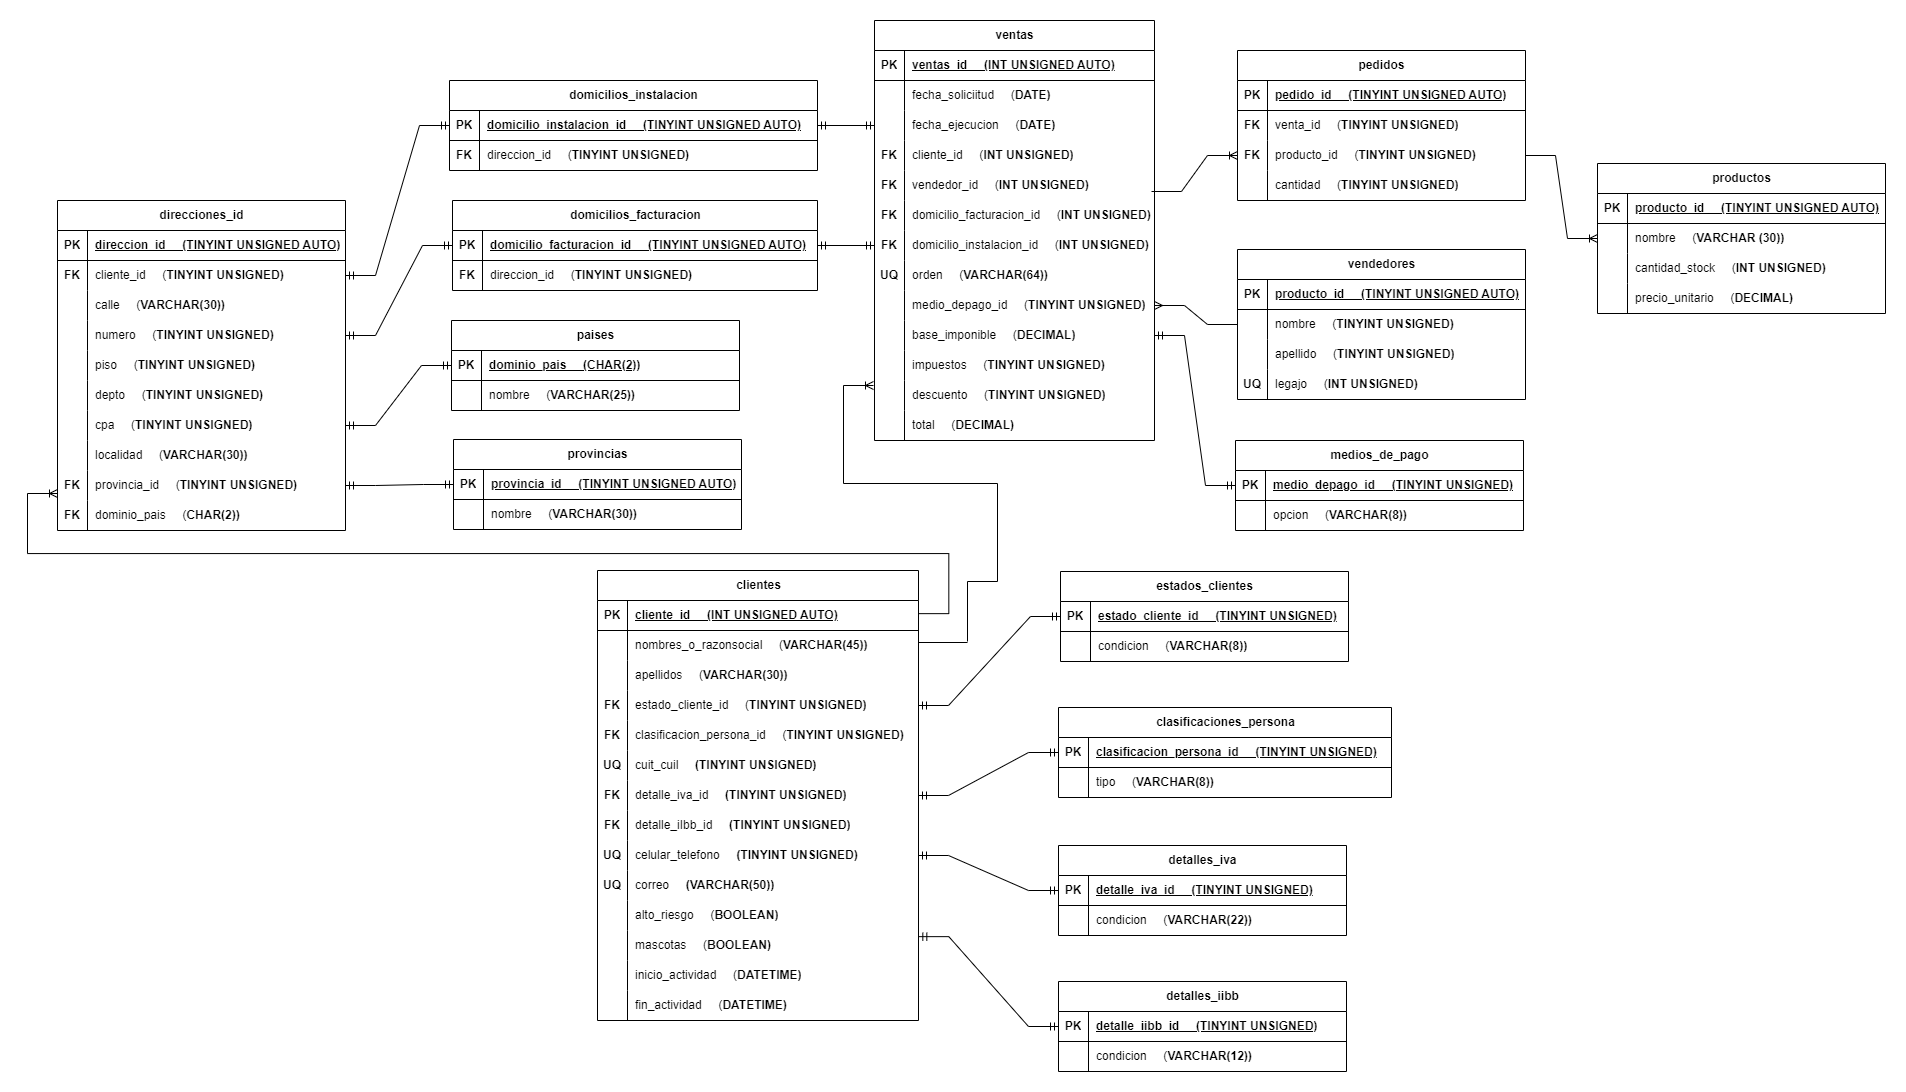 ventas
PK ventas_id (INT UNSIGNED AUTO)
fecha_soliciitud (DATE)
fecha_ejecucion (DATE)
FK cliente_id (INT UNSIGNED)
FK vendedor_id (INT UNSIGNED)
FK domicilio_facturacion_id (INT UNSIGNED)
FK domicilio_instalacion_id (INT UNSIGNED)
UQ orden (VARCHAR(64))
medio_depago_id (TINYINT UNSIGNED)
base_imponible (DECIMAL)
impuestos (TINYINT UNSIGNED)
descuento (TINYINT UNSIGNED)
total (DECIMAL)
pedidos
PK pedido_id (TINYINT UNSIGNED AUTO)
FK venta_id (TINYINT UNSIGNED)
FK producto_id (TINYINT UNSIGNED)
cantidad (TINYINT UNSIGNED)
domicilios_instalacion
PK domicilio_instalacion_id (TINYINT UNSIGNED AUTO)
FK direccion_id (TINYINT UNSIGNED)
productos
PK producto_id (TINYINT UNSIGNED AUTO)
nombre (VARCHAR (30))
cantidad_stock (INT UNSIGNED)
precio_unitario (DECIMAL)
direcciones_id
PK direccion_id (TINYINT UNSIGNED AUTO)
FK cliente_id (TINYINT UNSIGNED)
calle (VARCHAR(30))
numero (TINYINT UNSIGNED)
piso (TINYINT UNSIGNED)
depto (TINYINT UNSIGNED)
cpa (TINYINT UNSIGNED)
localidad (VARCHAR(30))
FK provincia_id (TINYINT UNSIGNED)
FK dominio_pais (CHAR(2))
domicilios_facturacion
PK domicilio_facturacion_id (TINYINT UNSIGNED AUTO)
FK direccion_id (TINYINT UNSIGNED)
vendedores
PK producto_id (TINYINT UNSIGNED AUTO)
nombre (TINYINT UNSIGNED)
apellido (TINYINT UNSIGNED)
UQ legajo (INT UNSIGNED)
paises
PK dominio_pais (CHAR(2))
nombre (VARCHAR(25))
provincias
PK provincia_id (TINYINT UNSIGNED AUTO)
nombre (VARCHAR(30))
medios_de_pago
PK medio_depago_id (TINYINT UNSIGNED)
opcion (VARCHAR(8))
clientes
PK cliente_id (INT UNSIGNED AUTO)
nombres_o_razonsocial (VARCHAR(45))
apellidos (VARCHAR(30))
FK estado_cliente_id (TINYINT UNSIGNED)
FK clasificacion_persona_id (TINYINT UNSIGNED)
UQ cuit_cuil (TINYINT UNSIGNED)
FK detalle_iva_id (TINYINT UNSIGNED)
FK detalle_iIbb_id (TINYINT UNSIGNED)
UQ celular_telefono (TINYINT UNSIGNED)
UQ correo (VARCHAR(50))
alto_riesgo (BOOLEAN)
mascotas (BOOLEAN)
inicio_actividad (DATETIME)
fin_actividad (DATETIME)
estados_clientes
PK estado_cliente_id (TINYINT UNSIGNED)
condicion (VARCHAR(8))
clasificaciones_persona
PK clasificacion_persona_id (TINYINT UNSIGNED)
tipo (VARCHAR(8))
detalles_iva
PK detalle_iva_id (TINYINT UNSIGNED)
condicion (VARCHAR(22))
detalles_iibb
PK detalle_iibb_id (TINYINT UNSIGNED)
condicion (VARCHAR(12))